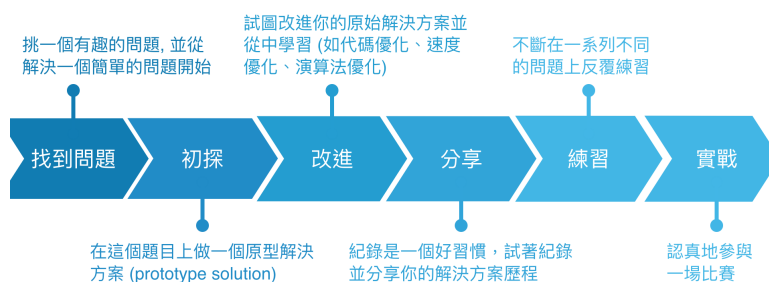 挑一個有趣的問題, 並從
解決一個簡單的問題開始
試圖改進你的原始解決方案並
從中學習 (如代碼優化、速度
優化、演算法優化)
不斷在一系列不同
的問題上反覆練習
找到問題
初探
改進
分享
練習
實戰
在這個題目上做一個原型解決
方案 (prototype solution)
紀錄是一個好習慣，試著紀錄
並分享你的解決方案歷程
認真地參與
一場比賽